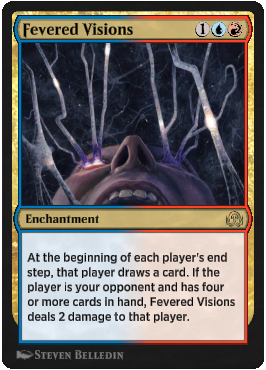 Fevered Visions 1
Enchantment
At the beginning of each player's end
step, that player draws a card. If the
player is your opponent and has four
or more cards in hand, Fevered Visions
deals 2 damage to that player.
STEVEN BELLEDIN